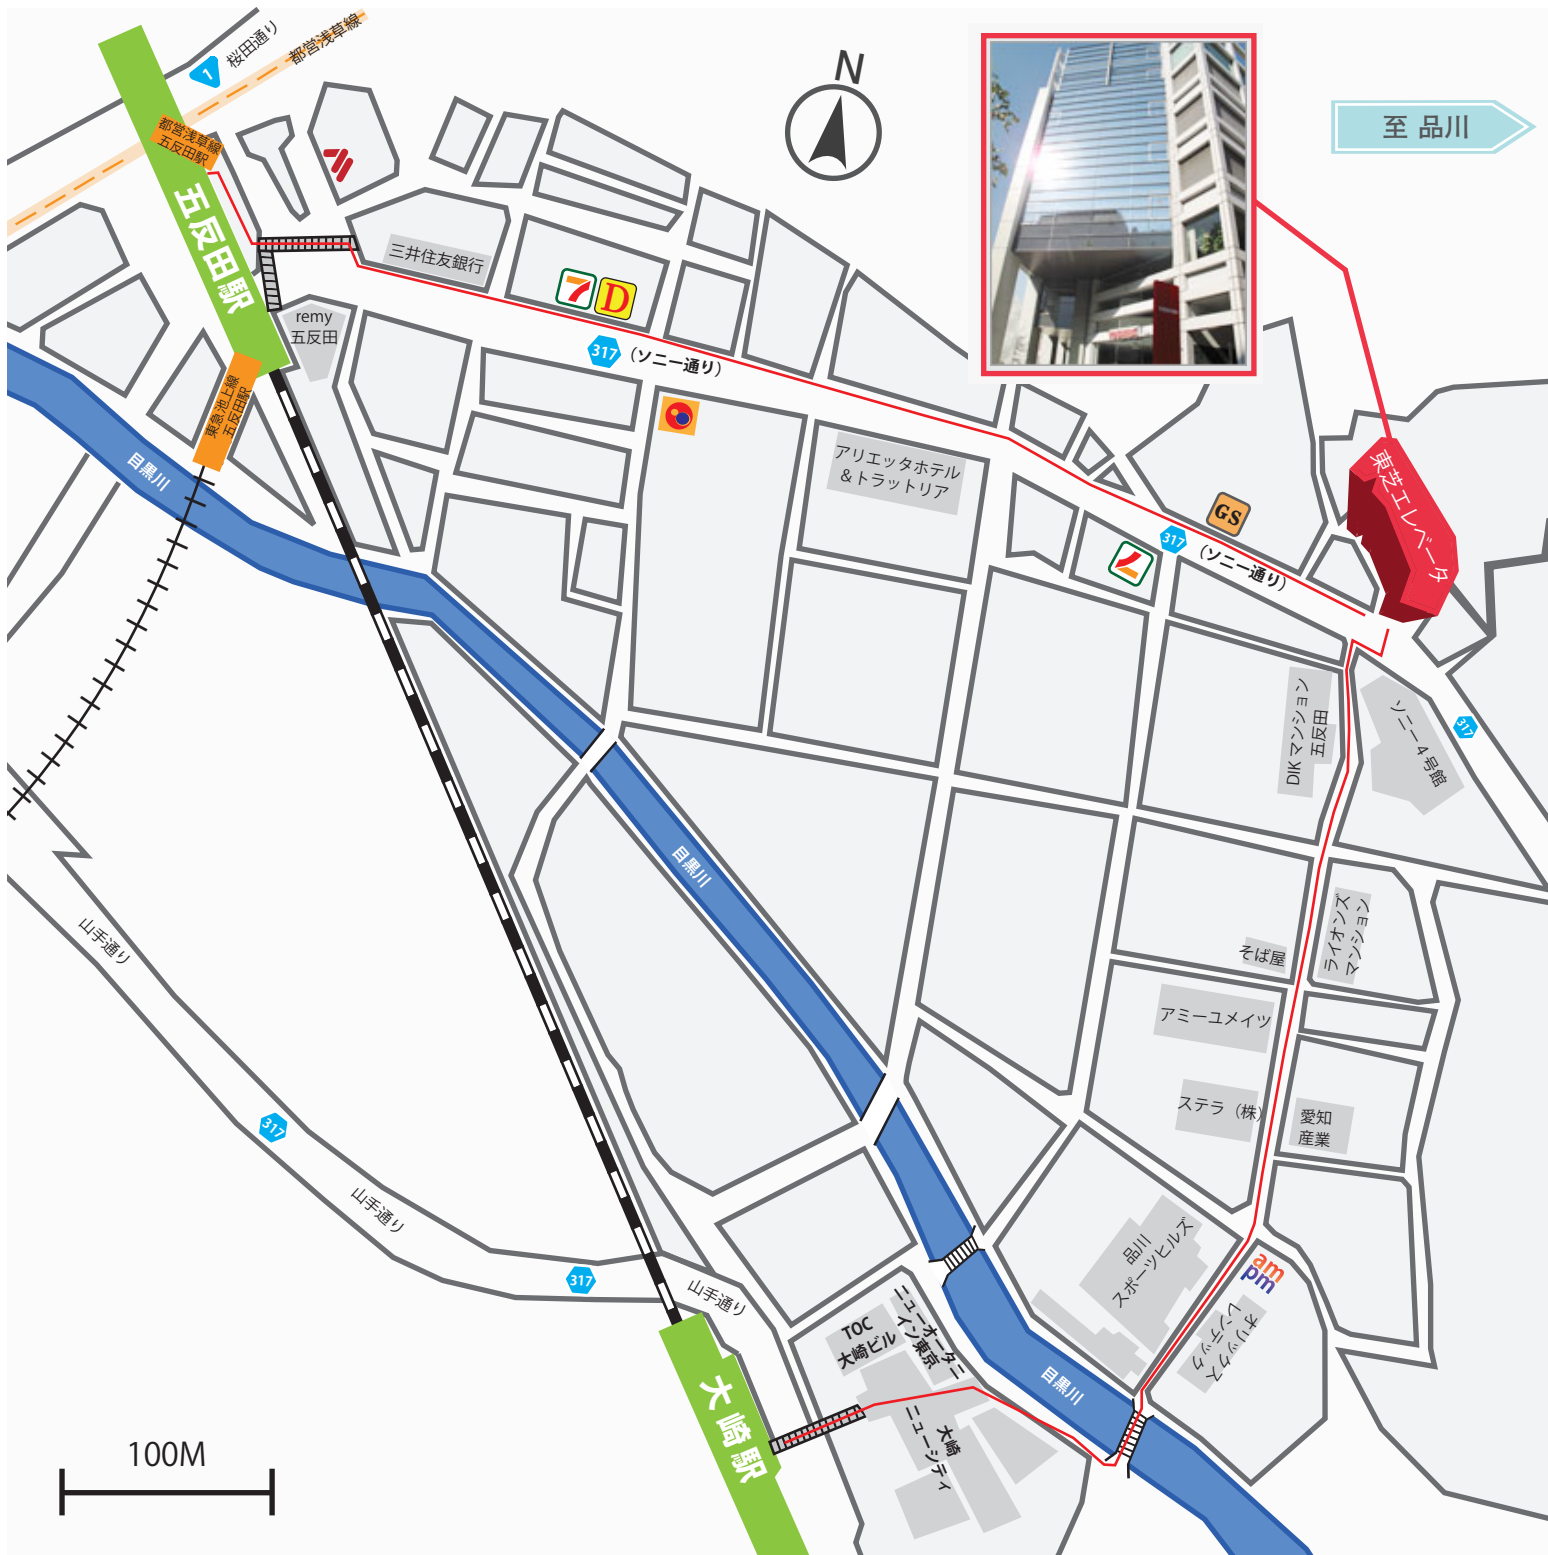 桜田通り
都営浅草線
1
N
至 品川
都営浅草線
五反田駅
五反田駅
三井住友銀行
7
D
remy
五反田
317
(ソニー通り)
東急池上線
五反田駅
目黒川
アリエッタホテル
&トラットリア
GS
317
(ソニー通り)
東芝エレベータ
DIKマンション
五反田
ソニー4号館
317
目黒川
山手通り
ライオンズ
マンション
そば屋
アミーユメイツ
ステラ(株)
愛知
産業
317
山手通り
品川
スポーツヒルズ
am
pm
オリックス
レンテック
317
山手通り
TOC
大崎ビル
ニューオータニ
イン東京
目黒川
大崎駅
大崎
ニューシティ
100M